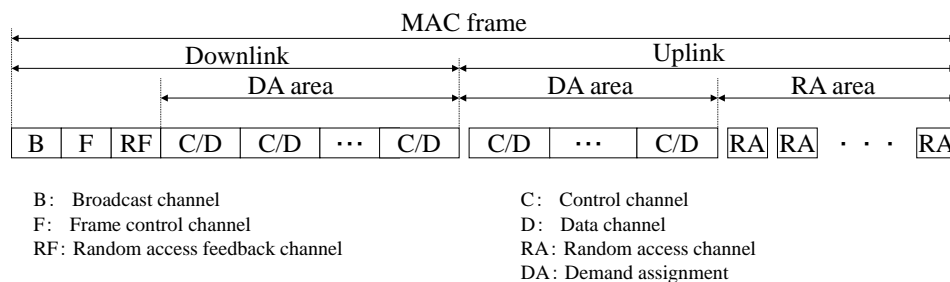 MAC frame
Downlink Uplink
DA area DA area RA area
B F RF C/D C/D ··· C/D C/D ··· C/D RA RA · · · RA
B: Broadcast channel
F: Frame control channel
RF: Random access feedback channel
C: Control channel
D: Data channel
RA: Random access channel
DA: Demand assignment